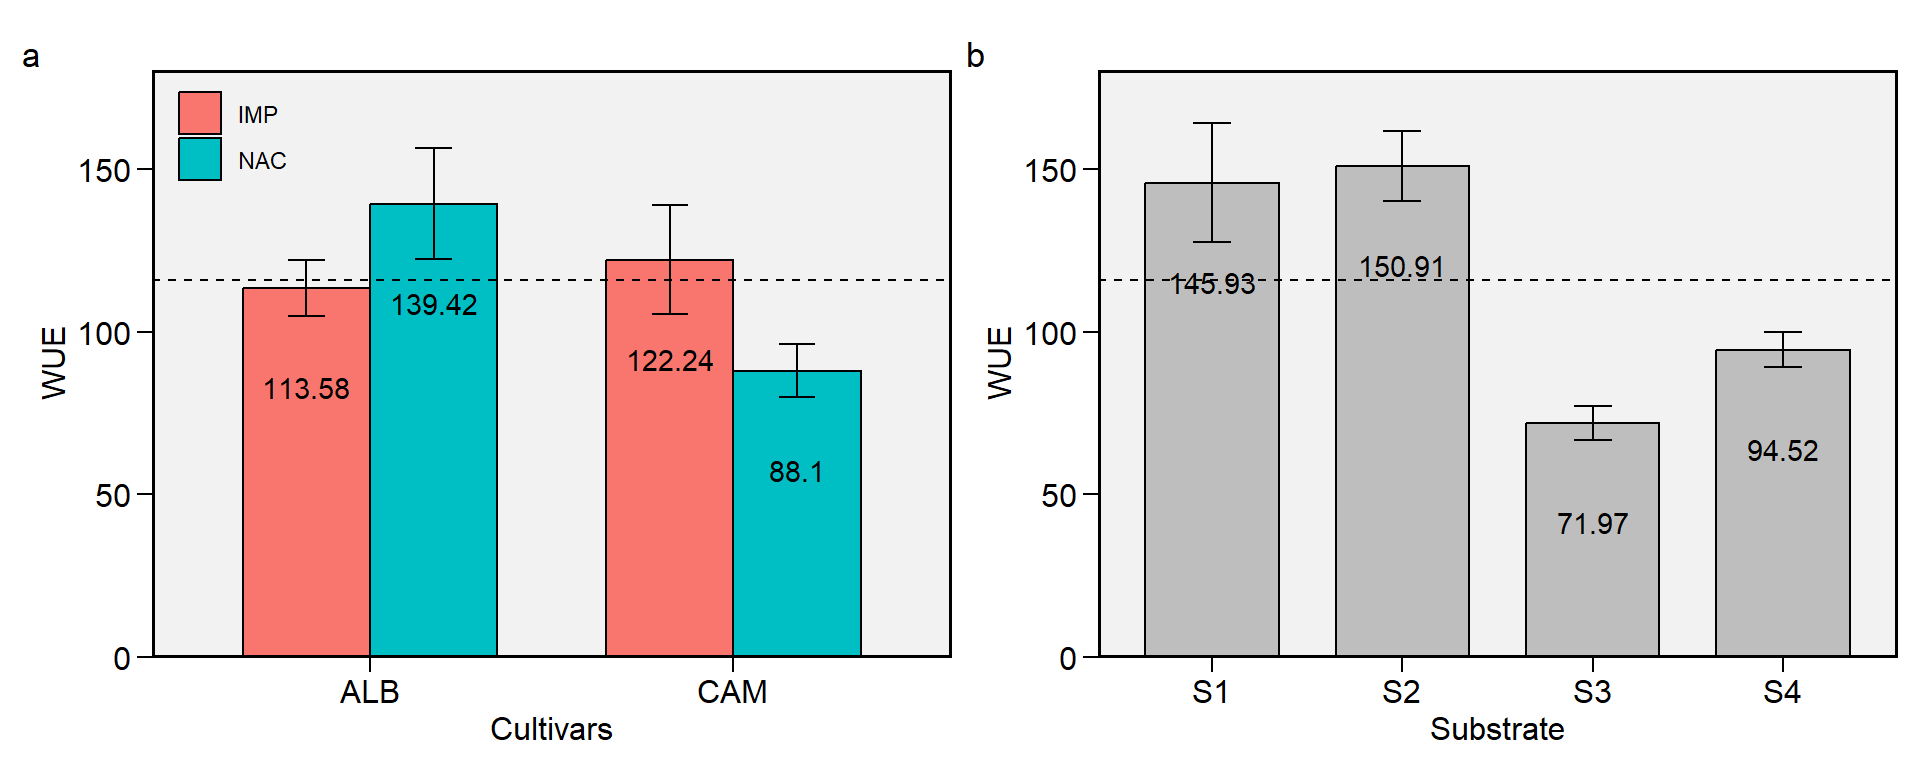 a
IMP
NAC
150
100
50
0
WUE
113.58
139.42
122.24
88.1
ALB
CAM
Cultivars
b
150
100
50
0
WUE
145.93
150.91
71.97
94.52
S1
S2
S3
S4
Substrate